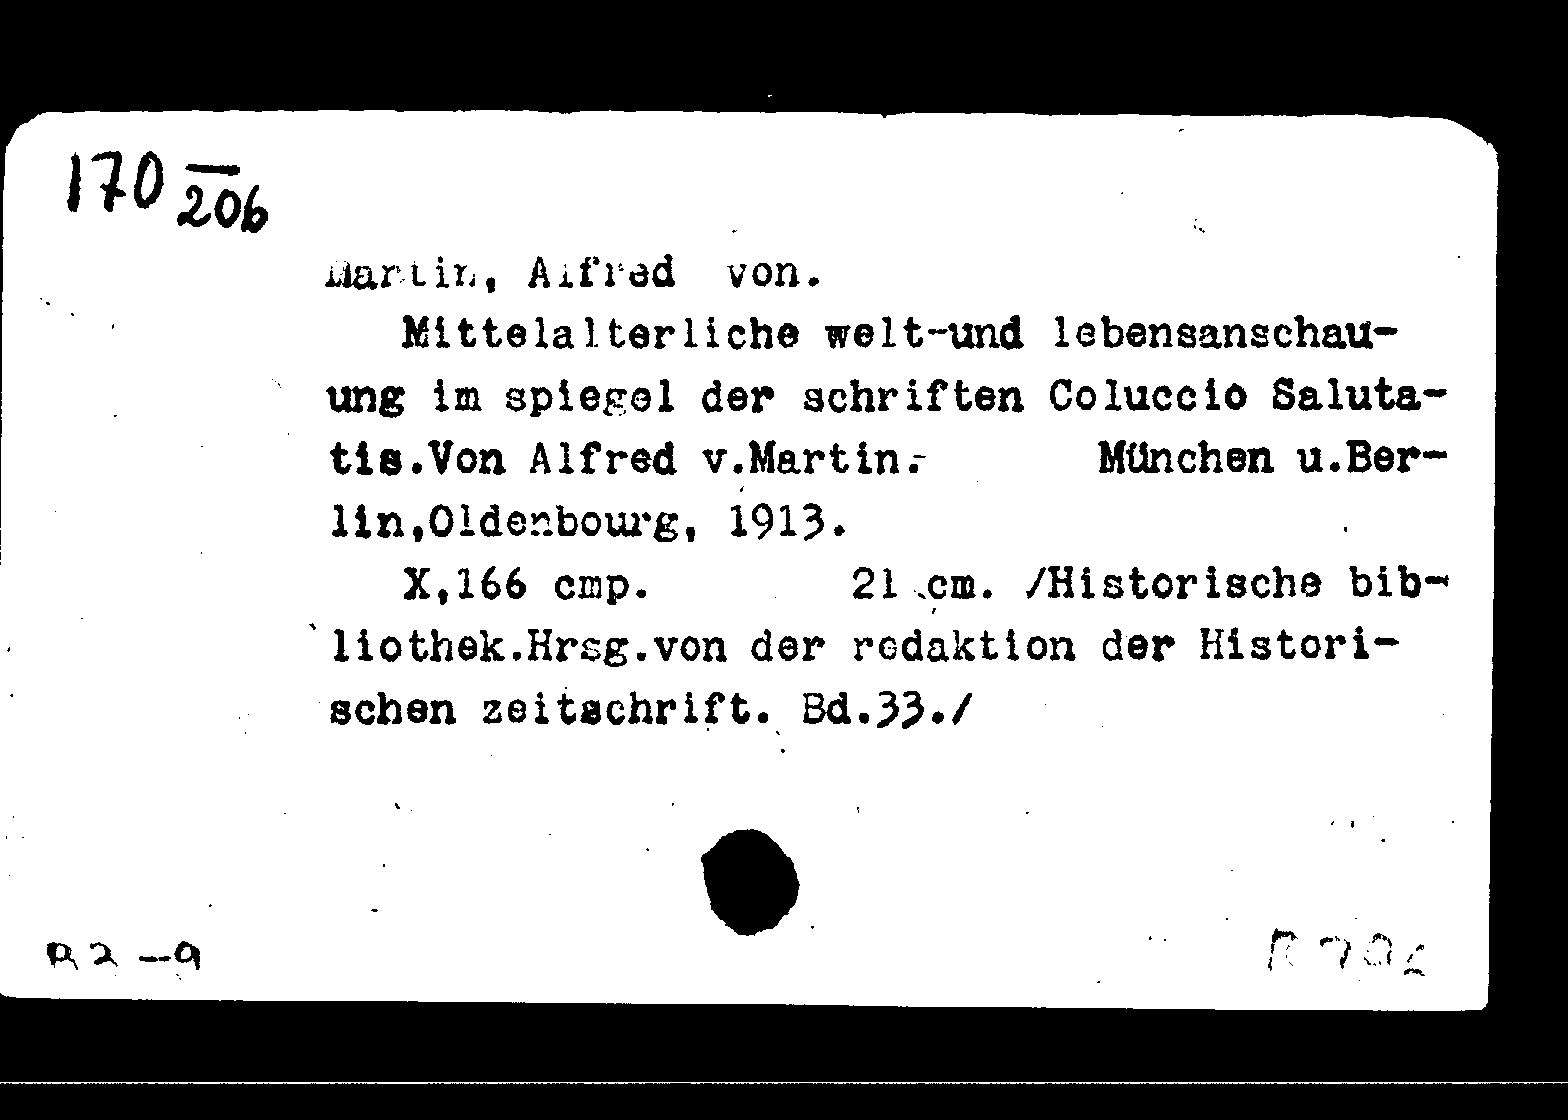 170
206
Martin, Alfred von.
Mittelalterliche welt-und lebensanschau-
ung im spiegel der schriften Coluccio Saluta-
tis.Von Alfred v.Martin.- München u.Ber-
lin,Oldenbourg, 1913.
X,166 cmp. 21 cm. /Historische bib-
liothek.Hrsg.von der redaktion der Histori-
schen zeitschrift. Bd.33./
R2-9